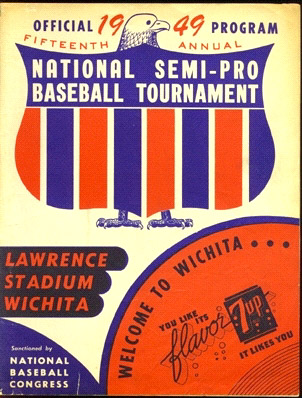 OFFICIAL 1949 PROGRAM
FIFTEENTH ANNUAL
NATIONAL SEMI-PRO
BASEBALL TOURNAMENT
LAWRENCE
STADIUM
WICHITA
Sanctioned by
NATIONAL
BASEBALL
CONGRESS
WELCOME TO WICHITA...
YOU LIKE ITS
flavor
7up
IT LIKES YOU